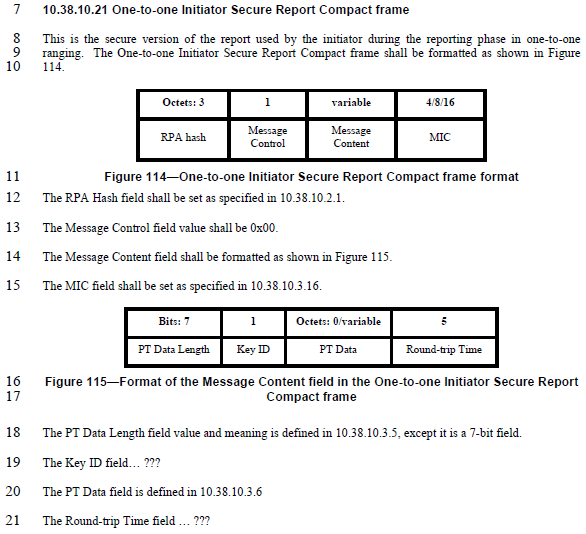 7 10.38.10.21 One-to-one Initiator Secure Report Compact frame
8 This is the secure version of the report used by the initiator during the reporting phase in one-to-one
9 ranging. The One-to-one Initiator Secure Report Compact frame shall be formatted as shown in Figure
10 114.
Octets: 3 1 variable 4/8/16
RPA hash Message Control Message Content MIC
11 Figure 114—One-to-one Initiator Secure Report Compact frame format
12 The RPA Hash field shall be set as specified in 10.38.10.2.1.
13 The Message Control field value shall be 0x00.
14 The Message Content field shall be formatted as shown in Figure 115.
15 The MIC field shall be set as specified in 10.38.10.3.16.
Bits: 7 1 Octets: 0/variable 5
PT Data Length Key ID PT Data Round-trip Time
16 Figure 115—Format of the Message Content field in the One-to-one Initiator Secure Report
17 Compact frame
18 The PT Data Length field value and meaning is defined in 10.38.10.3.5, except it is a 7-bit field.
19 The Key ID field… ???
20 The PT Data field is defined in 10.38.10.3.6
21 The Round-trip Time field … ???